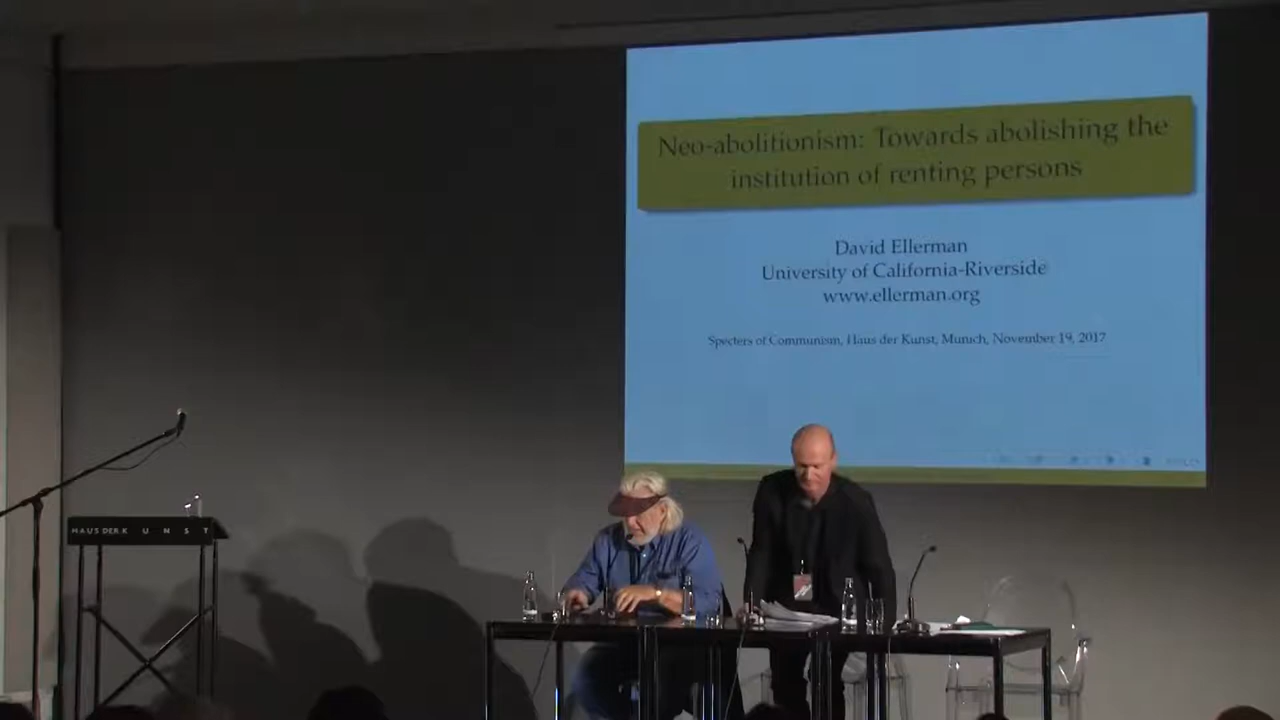 Neo-abolitionism: Towards abolishing the
institution of renting persons
David Ellerman
University of California-Riverside
www.ellerman.org
Specters of Communism, Haus der Kunst, Munich, November 19, 2017
HAUS DER K U N S T